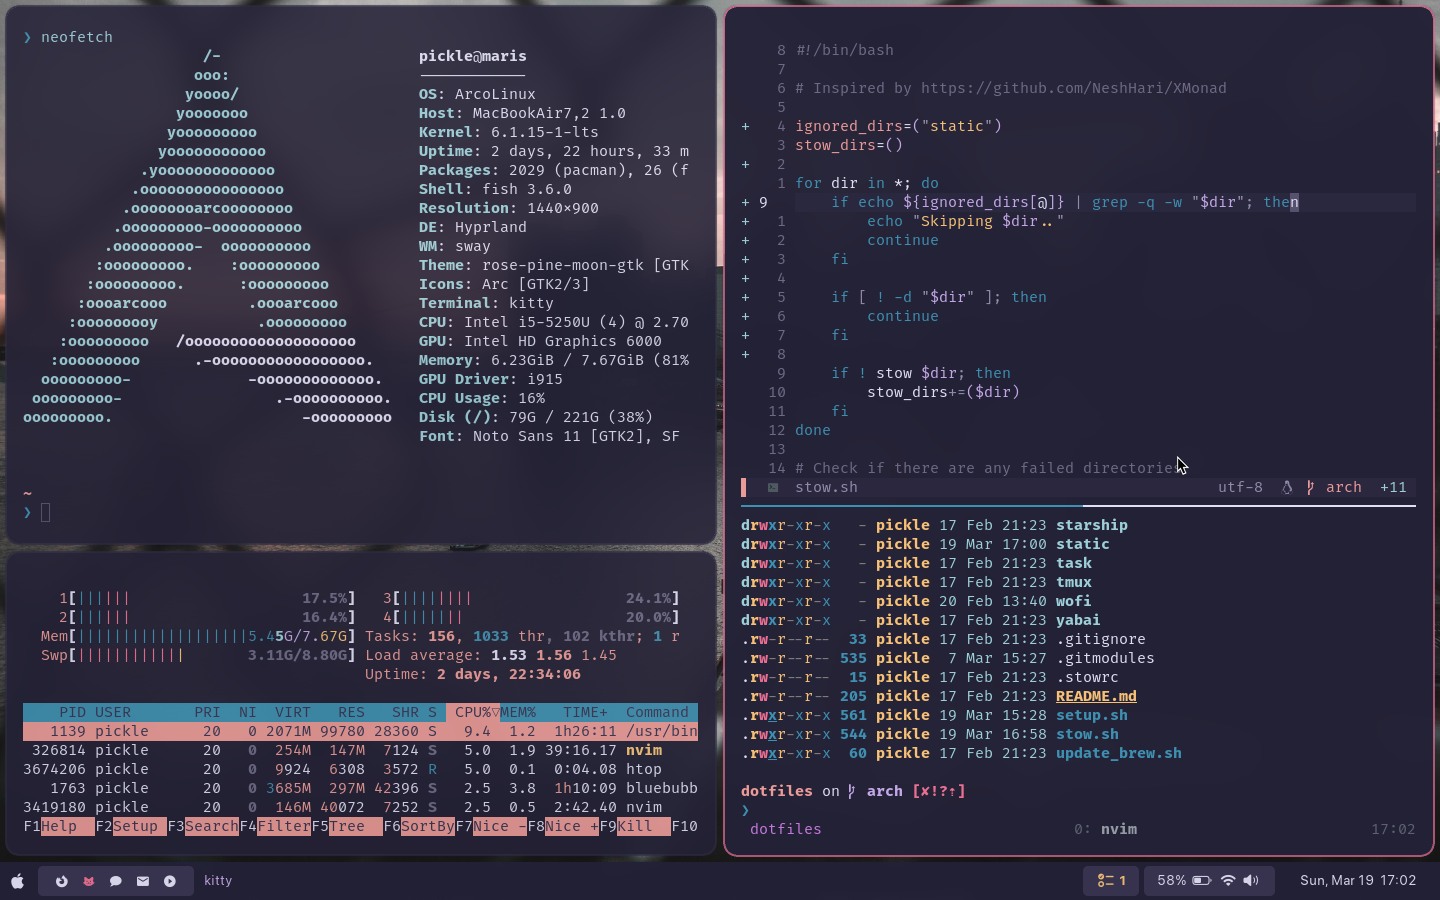 ❯ neofetch
/-
ooo:
yoooo/
yooooooo
yooooooooo
yooooooooooo
.yooooooooooooo
.oooooooooooooooo
.oooooooarcoooooooo
.ooooooooo-oooooooooo
.ooooooooo-  oooooooooo
:ooooooooo.    :ooooooooo
:ooooooooo.      :ooooooooo
:oooarcooo         .oooarcooo
:ooooooooy           .ooooooooo
:ooooooooo   /ooooooooooooooooooo
:ooooooooo      .-ooooooooooooooooo.
ooooooooo-             -ooooooooooooo.
ooooooooo-                 .-oooooooooo.
ooooooooo.                     -ooooooooo
pickle@maris
------------
OS: ArcoLinux
Host: MacBookAir7,2 1.0
Kernel: 6.1.15-1-lts
Uptime: 2 days, 22 hours, 33 m
Packages: 2029 (pacman), 26 (f
Shell: fish 3.6.0
Resolution: 1440×900
DE: Hyprland
WM: sway
Theme: rose-pine-moon-gtk [GTK
Icons: Arc [GTK2/3]
Terminal: kitty
CPU: Intel i5-5250U (4) @ 2.70
GPU: Intel HD Graphics 6000
Memory: 6.23GiB / 7.67GiB (81%
GPU Driver: i915
CPU Usage: 16%
Disk (/): 79G / 221G (38%)
Font: Noto Sans 11 [GTK2], SF
~
❯
1[|||||| 17.5%] 3[|||||||| 24.1%]
2[|||||| 16.4%] 4[||||||| 20.0%]
Mem[|||||||||||||||||||5.45G/7.67G] Tasks: 156, 1033 thr, 102 kthr; 1 r
Swp[|||||||||||| 3.11G/8.80G] Load average: 1.53 1.56 1.45
Uptime: 2 days, 22:34:06
PID USER PRI NI VIRT RES SHR S CPU%▽MEM% TIME+ Command
1139 pickle 20 0 2071M 99780 28360 S 9.4 1.2 1h26:11 /usr/bin
326814 pickle 20 0 254M 147M 7124 S 5.0 1.9 39:16.17 nvim
3674206 pickle 20 0 9924 6308 3572 R 5.0 0.1 0:04.08 htop
1763 pickle 20 0 3685M 297M 42396 S 2.5 3.8 1h10:09 bluebubb
3419180 pickle 20 0 146M 40072 7252 S 2.5 0.5 2:42.40 nvim
F1Help F2Setup F3SearchF4FilterF5Tree F6SortByF7Nice -F8Nice +F9Kill F10
8 #!/bin/bash
7
6 # Inspired by https://github.com/NeshHari/XMonad
5
+ 4 ignored_dirs=("static")
3 stow_dirs=()
+ 2
1 for dir in *; do
+ 9 if echo ${ignored_dirs[@]} | grep -q -w "$dir"; then
+ 1 echo "Skipping $dir.."
+ 2 continue
+ 3 fi
+ 4
+ 5 if [ ! -d "$dir" ]; then
+ 6 continue
+ 7 fi
+ 8
9 if ! stow $dir; then
10 stow_dirs+=($dir)
11 fi
12 done
13
14 # Check if there are any failed directories
stow.sh utf-8 arch +11
drwxr-xr-x - pickle 17 Feb 21:23 starship
drwxr-xr-x - pickle 19 Mar 17:00 static
drwxr-xr-x - pickle 17 Feb 21:23 task
drwxr-xr-x - pickle 17 Feb 21:23 tmux
drwxr-xr-x - pickle 20 Feb 13:40 wofi
drwxr-xr-x - pickle 17 Feb 21:23 yabai
.rw-r--r-- 33 pickle 17 Feb 21:23 .gitignore
.rw-r--r-- 535 pickle 7 Mar 15:27 .gitmodules
.rw-r--r-- 15 pickle 17 Feb 21:23 .stowrc
.rw-r--r-- 205 pickle 17 Feb 21:23 README.md
.rwxr-xr-x 561 pickle 19 Mar 15:28 setup.sh
.rwxr-xr-x 544 pickle 19 Mar 16:58 stow.sh
.rwxr-xr-x 60 pickle 17 Feb 21:23 update_brew.sh
dotfiles on arch [✘!?⇡]
❯
dotfiles 0: nvim 17:02
kitty 1 58% Sun, Mar 19 17:02